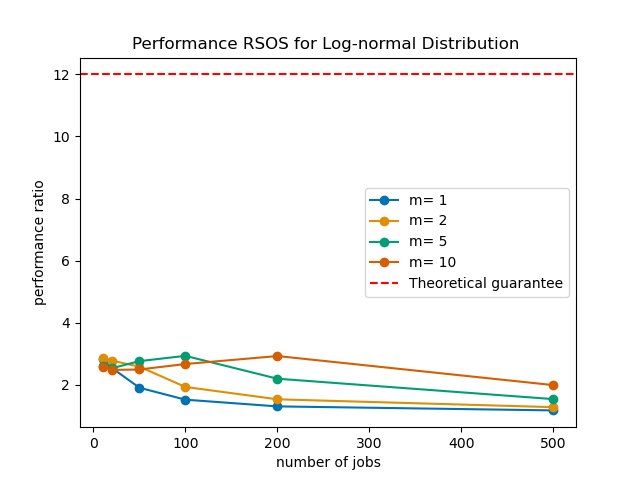 Performance RSOS for Log-normal Distribution
performance ratio
12
10
8
6
4
2
m= 1
m= 2
m= 5
m= 10
Theoretical guarantee
0
100
200
300
400
500
number of jobs